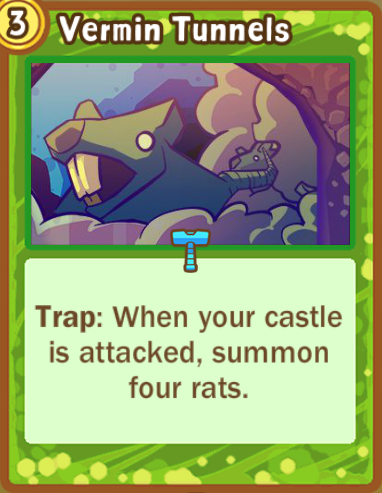 3
Vermin Tunnels
Trap: When your castle
is attacked, summon
four rats.